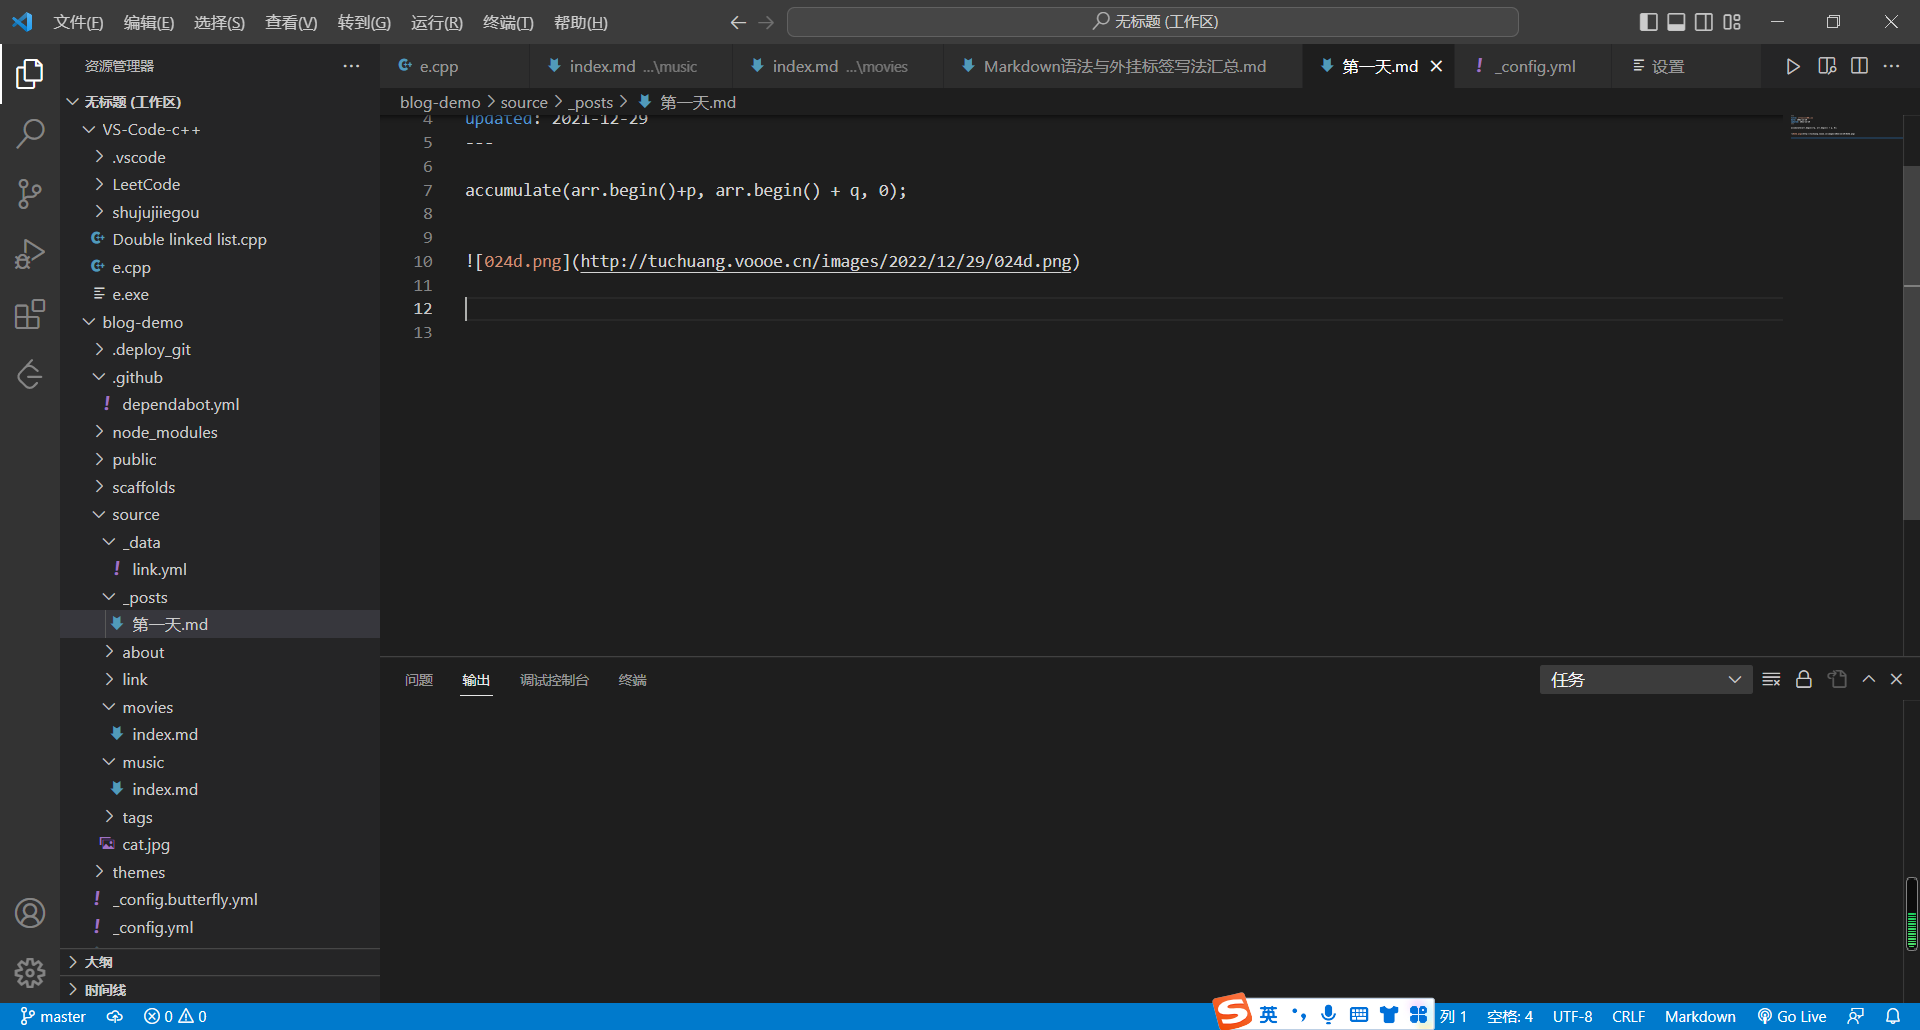 文件(F) 编辑(E) 选择(S) 查看(V) 转到(G) 运行(R) 终端(T) 帮助(H) 无标题 (工作区)
资源管理器
e.cpp index.md ...\music index.md ...\movies Markdown语法与外挂标签写法汇总.md 第一天.md _config.yml 设置
blog-demo > source > _posts > 第一天.md
无标题 (工作区)
VS-Code-c++
.vscode
LeetCode
shujujiiegou
Double linked list.cpp
e.cpp
e.exe
blog-demo
.deploy_git
.github
dependabot.yml
node_modules
public
scaffolds
source
_data
link.yml
_posts
第一天.md
about
link
movies
index.md
music
index.md
tags
cat.jpg
themes
_config.butterfly.yml
_config.yml
大纲
时间线
4 updated: 2021-12-29
5 ---
6
7 accumulate(arr.begin()+p, arr.begin() + q, 0);
8
9
10 ![024d.png](http://tuchuang.voooe.cn/images/2022/12/29/024d.png)
11
12
13
问题 输出 调试控制台 终端 任务
master 0 0 英 列 1 空格: 4 UTF-8 CRLF Markdown Go Live